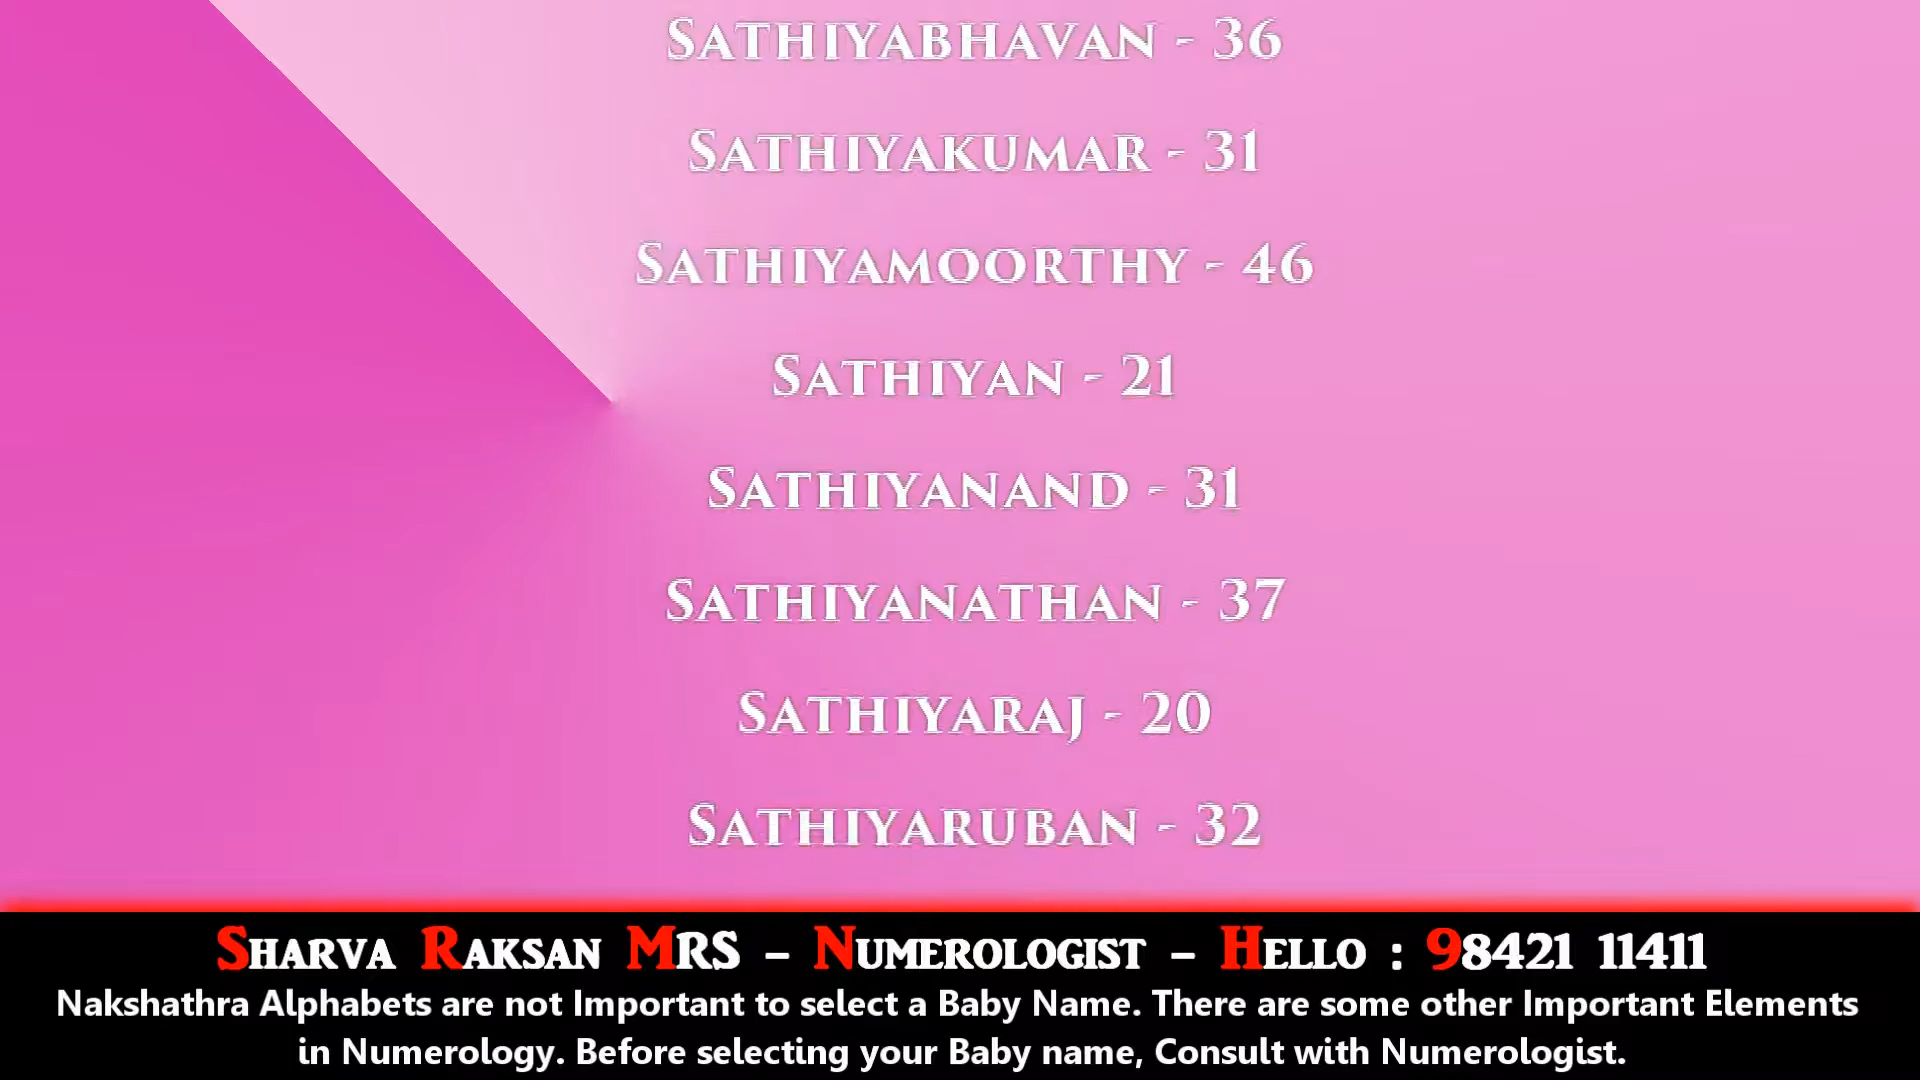 Sathiyabhavan - 36
Sathiyakumar - 31
Sathiyamoorthy - 46
Sathiyan - 21
Sathiyanand - 31
Sathiyanathan - 37
Sathiyaraj - 20
Sathiyaruban - 32
Sharva Raksan MRS – Numerologist – Hello : 98421 11411
Nakshathra Alphabets are not Important to select a Baby Name. There are some other Important Elements
in Numerology. Before selecting your Baby name, Consult with Numerologist.